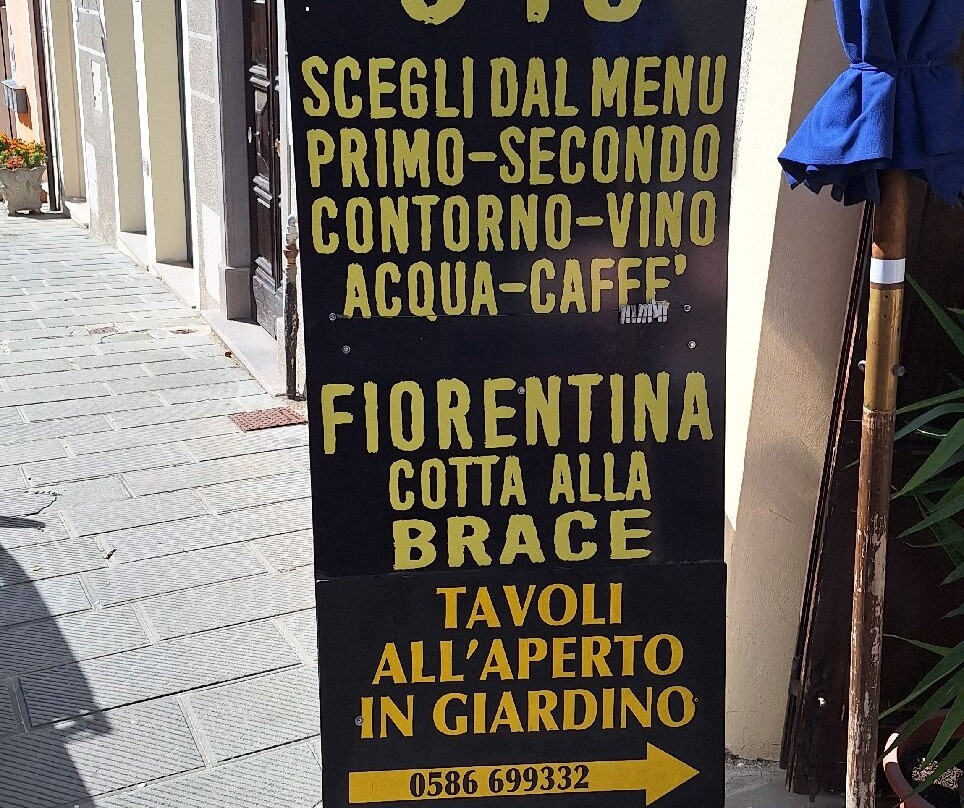 SCEGLI DAL MENU
PRIMO-SECONDO
CONTORNO-VINO
ACQUA-CAFFE'
FIORENTINA
COTTA ALLA
BRACE
TAVOLI
ALL'APERTO
IN GIARDINO
0586 699332